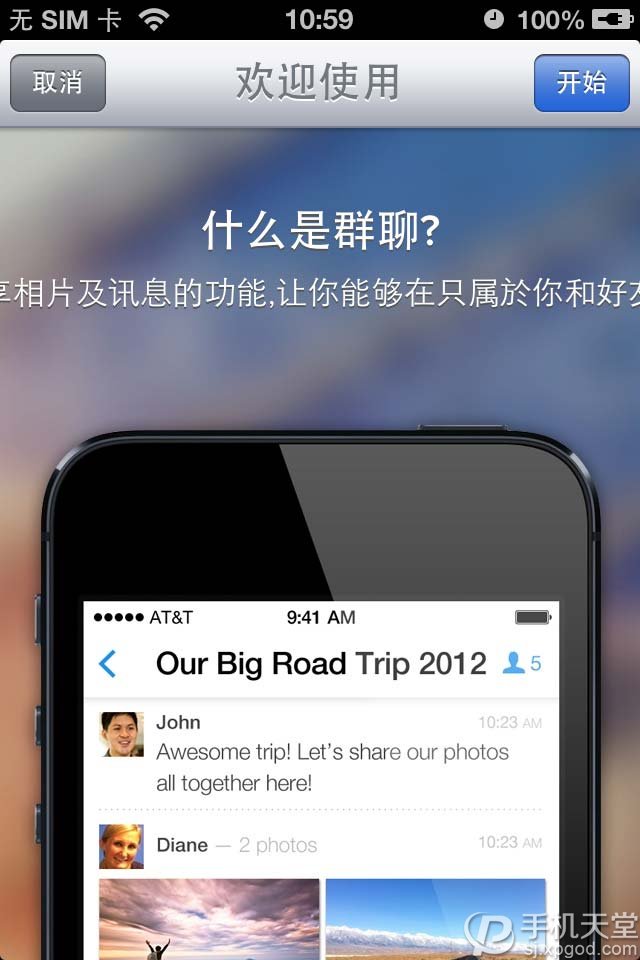 无 SIM 卡 10:59 100%
取消 欢迎使用 开始
什么是群聊?
享相片及讯息的功能,让你能够在只属於你和好友
AT&T 9:41 AM
Our Big Road Trip 2012 5
John 10:23 AM
Awesome trip! Let's share our photos
all together here!
Diane — 2 photos 10:23 AM
手机天堂
sj.xpgod.com